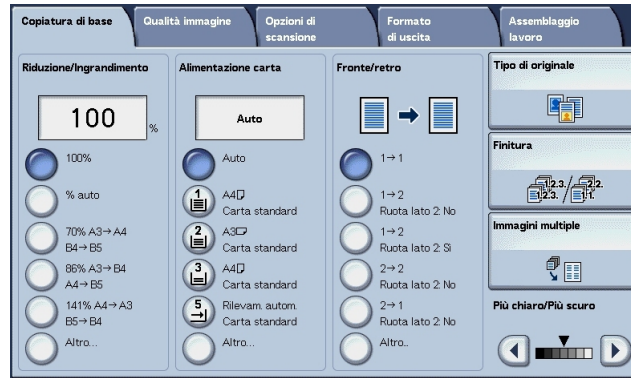 Copiatura di base
Qualità immagine
Opzioni di
scansione
Formato
di uscita
Assemblaggio
lavoro
Riduzione/Ingrandimento
100
%
100%
% auto
70% A3→A4
B4→B5
86% A3→B4
A4→B5
141% A4→A3
B5→B4
Altro...
Alimentazione carta
Auto
Auto
1
A4
Carta standard
2
A3
Carta standard
3
A4
Carta standard
5
Rilevam. autom.
Carta standard
Altro...
Fronte/retro
1→1
1→2
Ruota lato 2: No
1→2
Ruota lato 2: Sì
2→2
Ruota lato 2: No
2→1
Ruota lato 2: No
Altro..
Tipo di originale
Finitura
Immagini multiple
Più chiaro/Più scuro